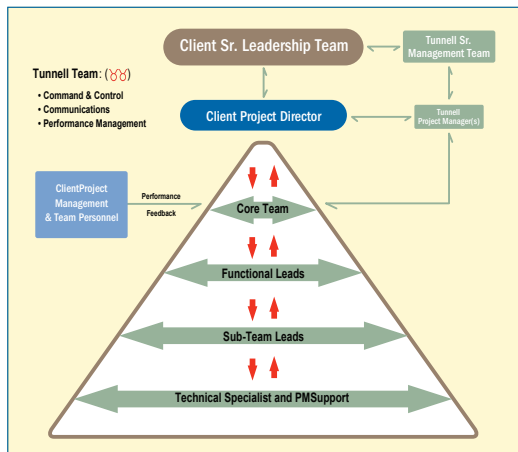 Client Sr. Leadership Team
Tunnell Sr.
Management Team
Tunnell Team: ( )
• Command & Control
• Communications
• Performance Management
Client Project Director
Tunnell
Project Manager(s)
ClientProject
Management
& Team Personnel
Performance
Feedback
Core Team
Functional Leads
Sub-Team Leads
Technical Specialist and PMSupport